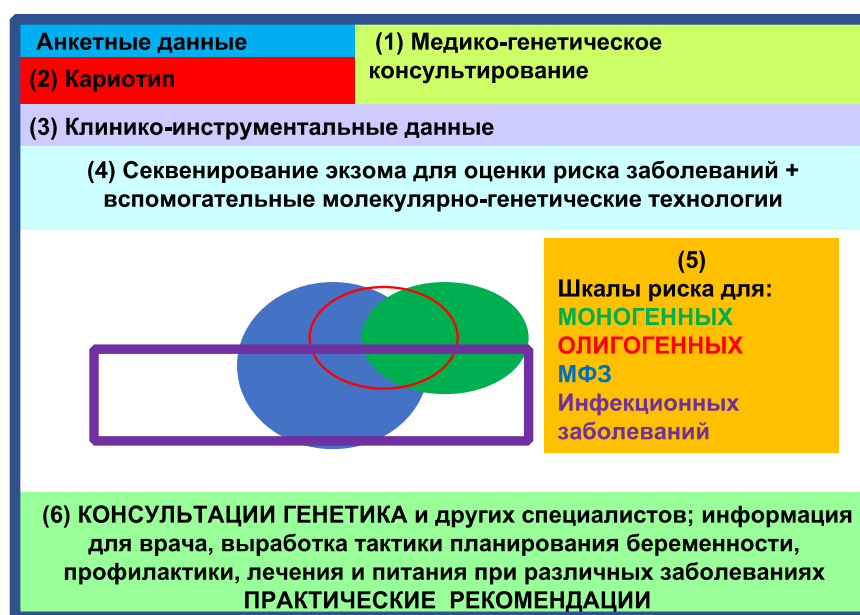 Анкетные данные
(1) Медико-генетическое
консультирование
(2) Кариотип
(3) Клинико-инструментальные данные
(4) Секвенирование экзома для оценки риска заболеваний +
вспомогательные молекулярно-генетические технологии
(5)
Шкалы риска для:
МОНОГЕННЫХ
ОЛИГОГЕННЫХ
МФЗ
Инфекционных
заболеваний
(6) КОНСУЛЬТАЦИИ ГЕНЕТИКА и других специалистов; информация
для врача, выработка тактики планирования беременности,
профилактики, лечения и питания при различных заболеваниях
ПРАКТИЧЕСКИЕ РЕКОМЕНДАЦИИ